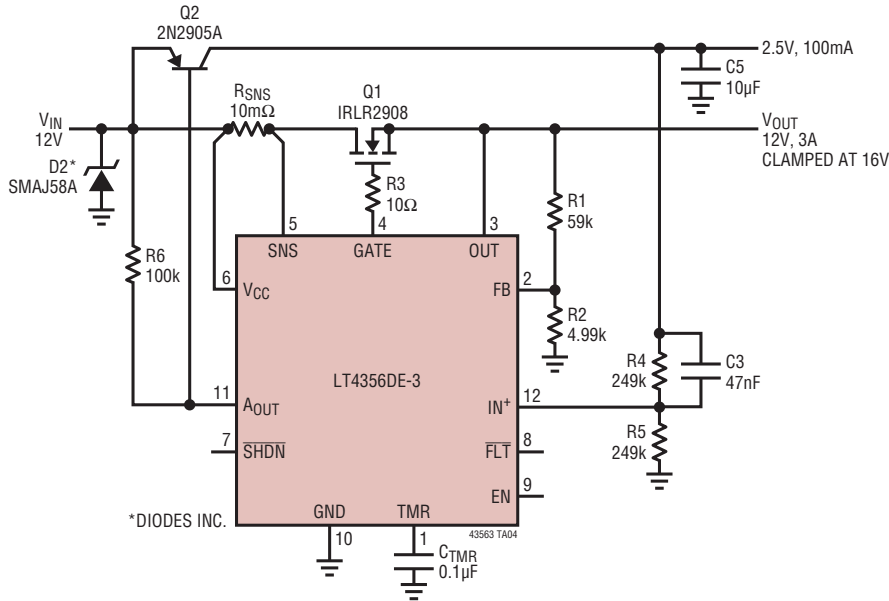 Q2
2N2905A
2.5V, 100mA
C5
10µF
VIN
12V
RSNS
10mΩ
Q1
IRLR2908
VOUT
12V, 3A
CLAMPED AT 16V
D2*
SMAJ58A
R3
10Ω
R1
59k
5
4
3
SNS
GATE
OUT
R6
100k
6
VCC
2
FB
R2
4.99k
LT4356DE-3
R4
249k
C3
47nF
11
AOUT
12
IN+
7
SHDN
8
FLT
R5
249k
9
EN
*DIODES INC.
GND
TMR
43563 TA04
10
1
CTMR
0.1µF